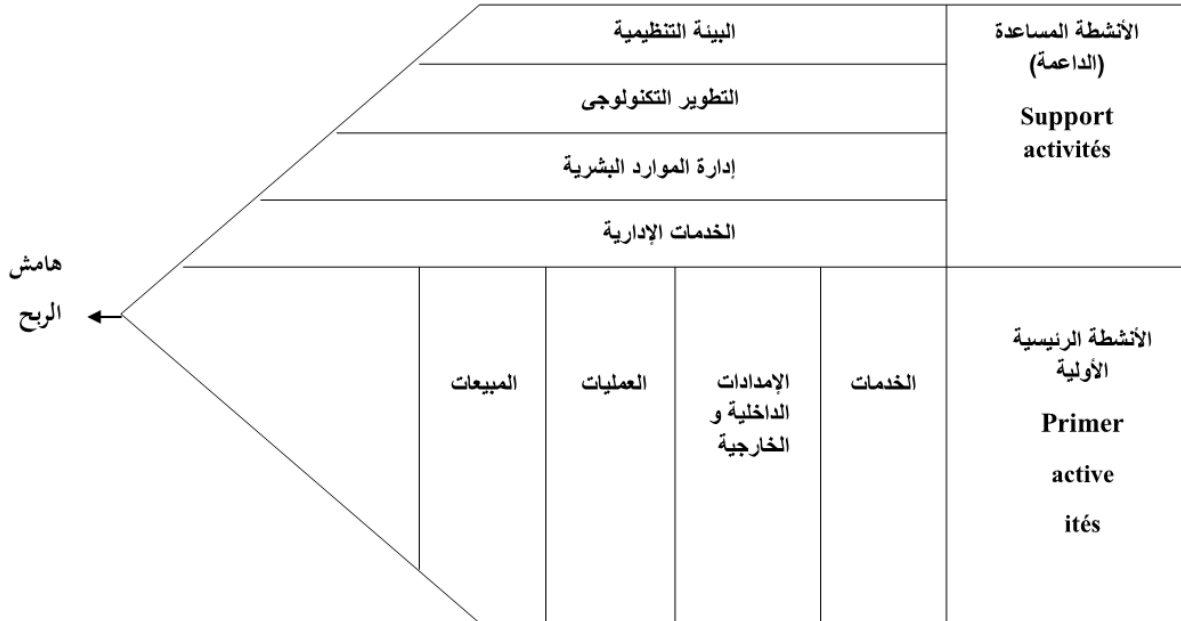 الأنشطة المساعدة
(الداعمة)
Support
activités
البيئة التنظيمية
التطوير التكنولوجى
إدارة الموارد البشرية
الخدمات الإدارية
هامش
الربح
الأنشطة الرئيسية
الأولية
Primer
active
ités
الخدمات
الإمدادات
الداخلية و
الخارجية
العمليات
المبيعات